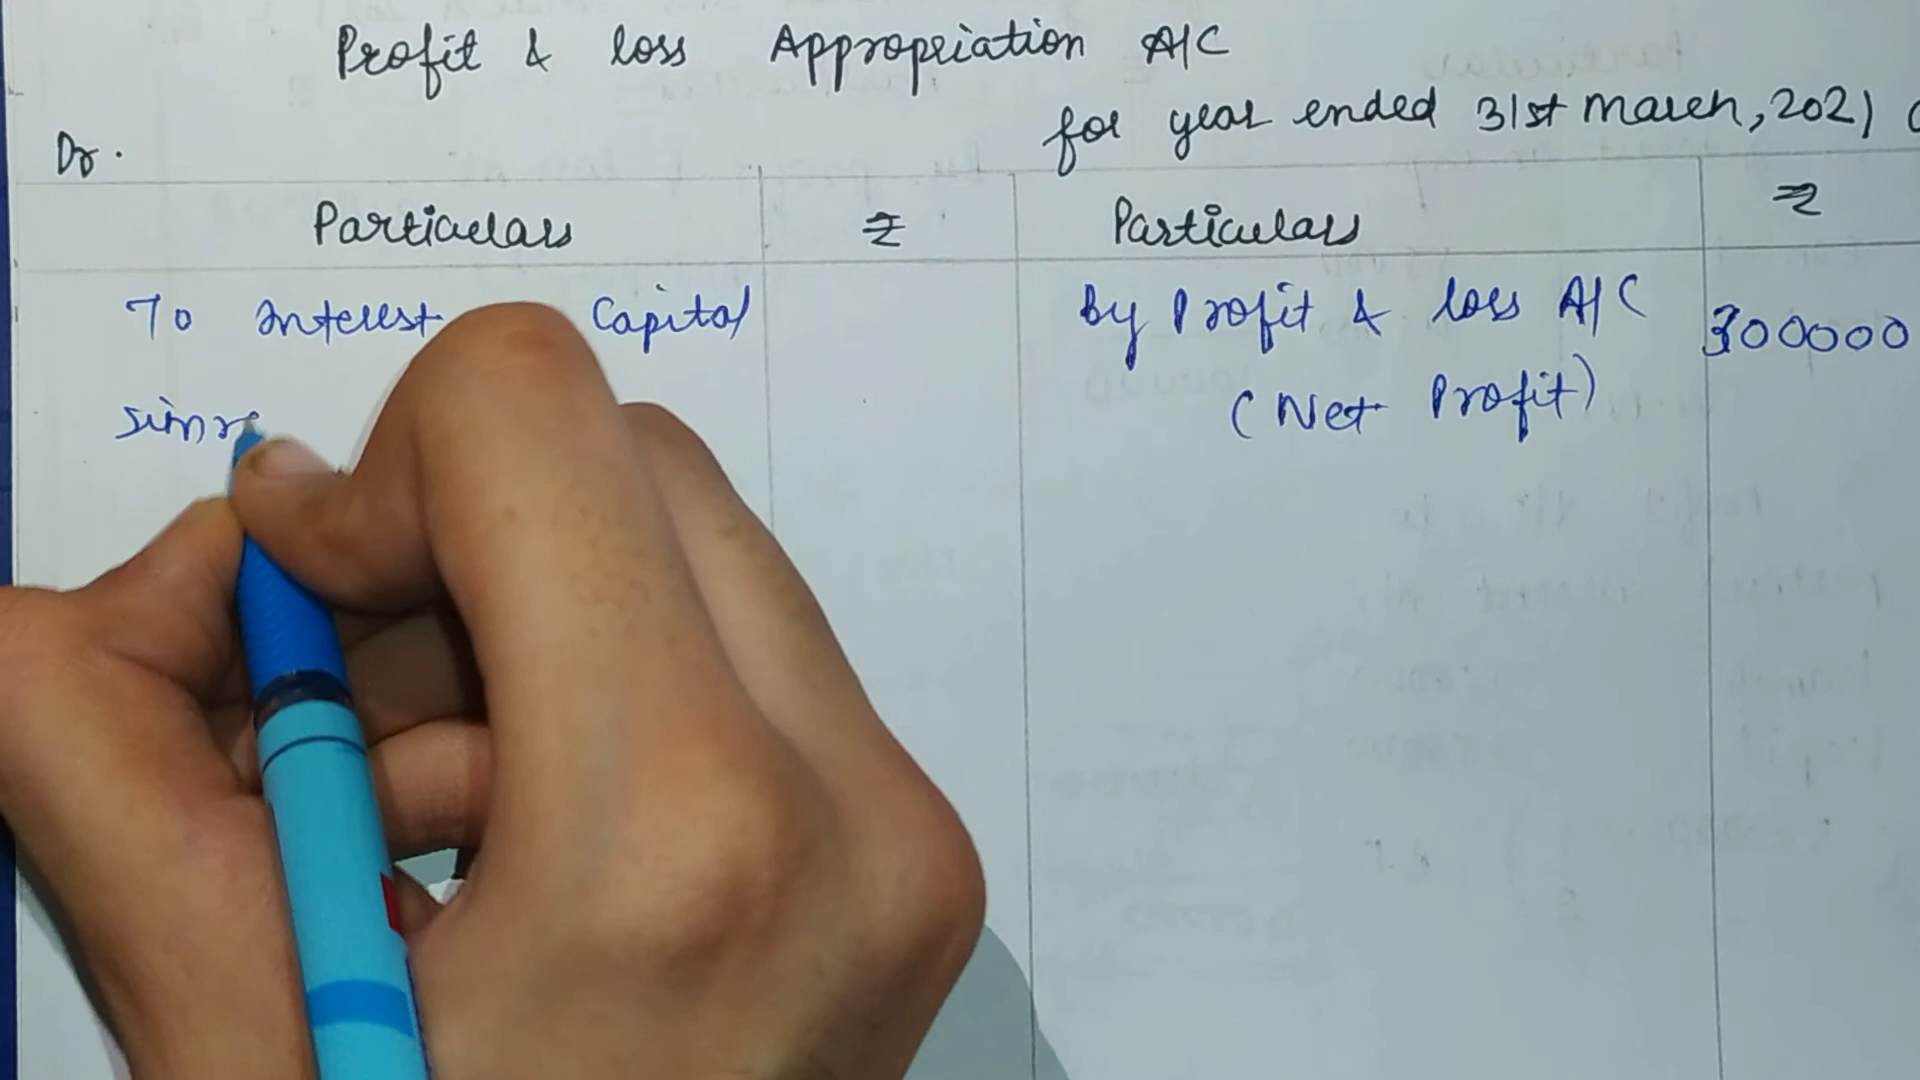 Profit & loss Appropriation A/C
for year ended 31st march, 2021
Dr.
Particulars ₹ Particulars ₹
To Interest Capital
By Profit & loss A/C 300000
(Net Profit)